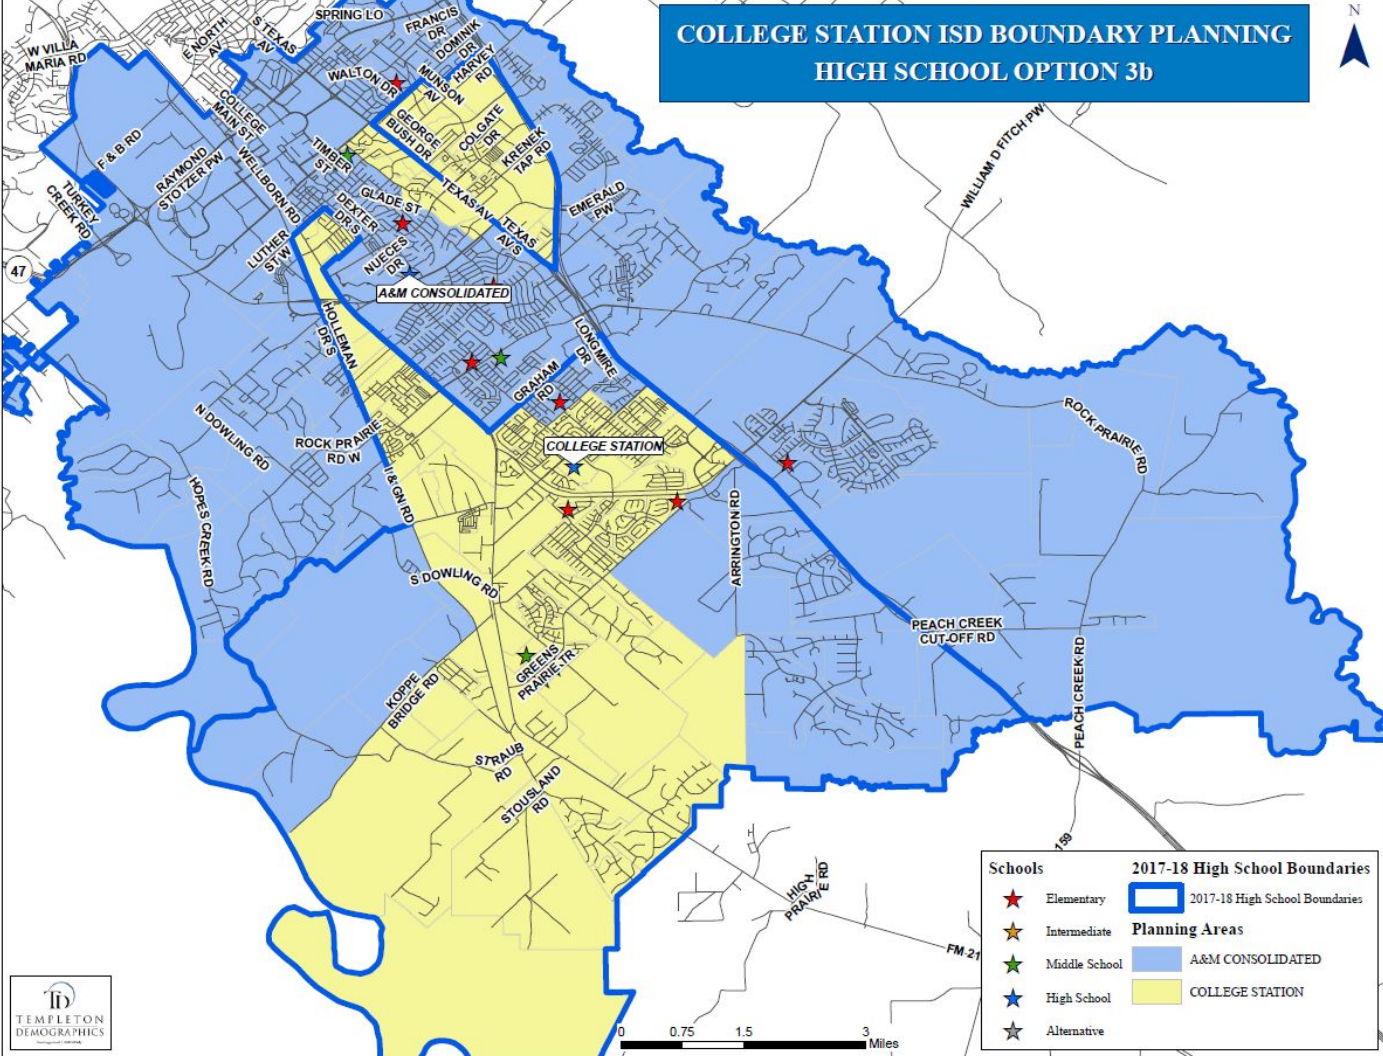 COLLEGE STATION ISD BOUNDARY PLANNING
HIGH SCHOOL OPTION 3b
N
SPRING LO
FRANCIS
DR
DOMINIK
DR
HARVEY
RD
S TEXAS
AV
E NORTH
AV
W VILLA
MARIA RD
WALTON DR
MUNSON
AV
COLLEGE
MAIN ST
GEORGE
BUSH DR
COLGATE
DR
KRENEK
TAP RD
F & B RD
RAYMOND
STOTZER PW
TIMBER
ST
WELLBORN RD
TURKEY
CREEK RD
GLADE ST
DEXTER
DR S
TEXAS AV
TEXAS
AV S
EMERALD
PW
WILLIAM D FITCH PW
LUTHER
ST W
NUECES
DR
47
A&M CONSOLIDATED
HOLLEMAN
DR S
LONGMIRE
DR
GRAHAM
RD
N DOWLING RD
ROCK PRAIRIE
RD W
ROCK PRAIRIE
RD
COLLEGE STATION
I & GN RD
HOPES CREEK RD
ARRINGTON RD
S DOWLING RD
PEACH CREEK
CUT-OFF RD
PEACH CREEK RD
GREENS
PRAIRIE TR
KOPPE
BRIDGE RD
STRAUB
RD
STOUSLAND
RD
HIGH
PRAIRIE RD
159
FM 21
Schools
Elementary
Intermediate
Middle School
High School
Alternative
2017-18 High School Boundaries
2017-18 High School Boundaries
Planning Areas
A&M CONSOLIDATED
COLLEGE STATION
0 0.75 1.5 3
Miles
TD
TEMPLETON
DEMOGRAPHICS